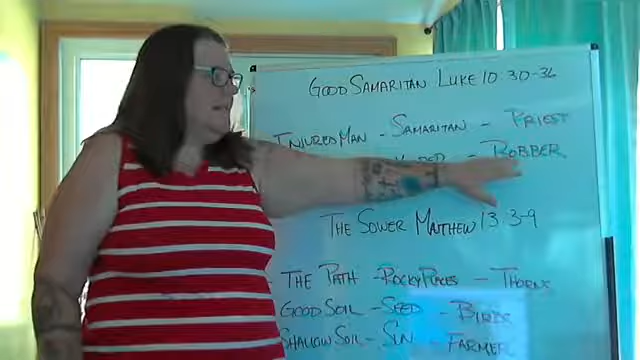 GOOD SAMARITAN LUKE 10:30-36
INJURED MAN - SAMARITAN - PRIEST
- ROBBER
THE SOWER MATTHEW 13:3-9
- THE PATH - ROCKY PLACES - THORNS
GOOD SOIL - SEED - BIRDS
SHALLOW SOIL - SUN - FARMER